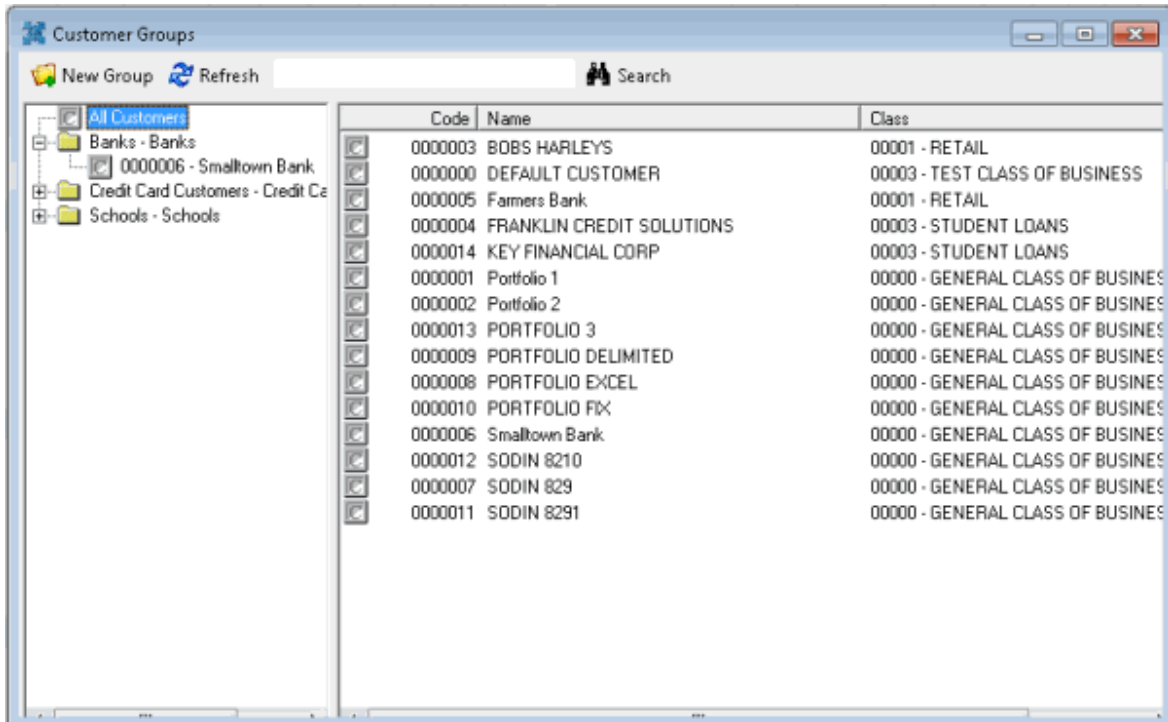 Customer Groups
New Group Refresh Search
All Customers
Banks - Banks
0000006 - Smalltown Bank
Credit Card Customers - Credit Ca
Schools - Schools
Code Name Class
0000003 BOBS HARLEYS 00001 - RETAIL
0000000 DEFAULT CUSTOMER 00003 - TEST CLASS OF BUSINESS
0000005 Farmers Bank 00001 - RETAIL
0000004 FRANKLIN CREDIT SOLUTIONS 00003 - STUDENT LOANS
0000014 KEY FINANCIAL CORP 00003 - STUDENT LOANS
0000001 Portfolio 1 00000 - GENERAL CLASS OF BUSINES
0000002 Portfolio 2 00000 - GENERAL CLASS OF BUSINES
0000013 PORTFOLIO 3 00000 - GENERAL CLASS OF BUSINES
0000009 PORTFOLIO DELIMITED 00000 - GENERAL CLASS OF BUSINES
0000008 PORTFOLIO EXCEL 00000 - GENERAL CLASS OF BUSINES
0000010 PORTFOLIO FIX 00000 - GENERAL CLASS OF BUSINES
0000006 Smalltown Bank 00000 - GENERAL CLASS OF BUSINES
0000012 SODIN 8210 00000 - GENERAL CLASS OF BUSINES
0000007 SODIN 829 00000 - GENERAL CLASS OF BUSINES
0000011 SODIN 8291 00000 - GENERAL CLASS OF BUSINES